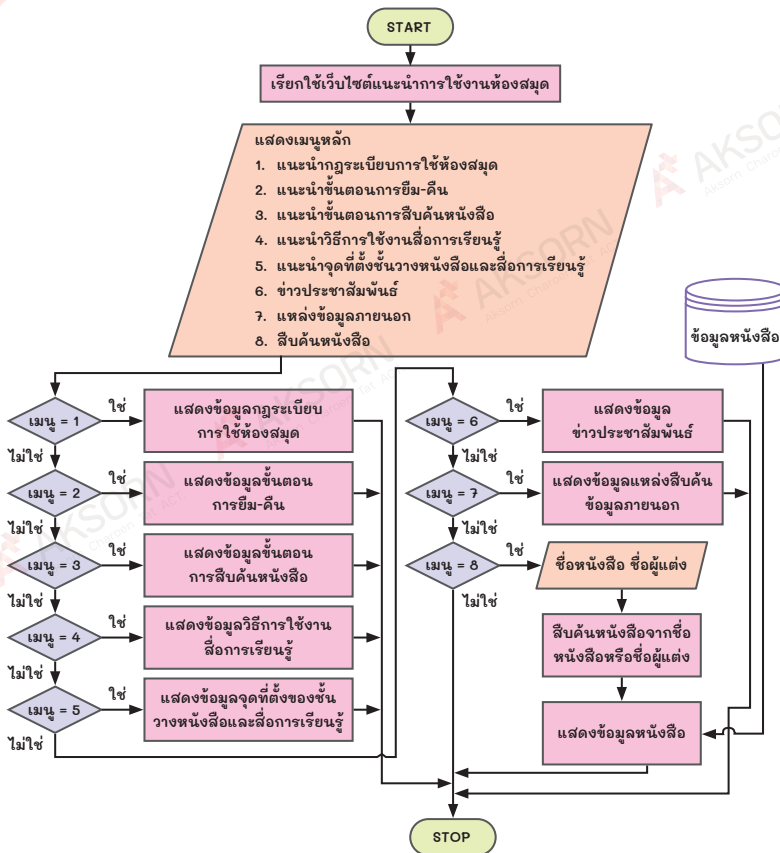 START
เรียกใช้เว็บไซต์แนะนำการใช้งานห้องสมุด
แสดงเมนูหลัก
1. แนะนำกฎระเบียบการใช้ห้องสมุด
2. แนะนำขั้นตอนการยืม-คืน
3. แนะนำขั้นตอนการสืบค้นหนังสือ
4. แนะนำวิธีการใช้งานสื่อการเรียนรู้
5. แนะนำจุดที่ตั้งชั้นวางหนังสือและสื่อการเรียนรู้
6. ข่าวประชาสัมพันธ์
7. แหล่งข้อมูลภายนอก
8. สืบค้นหนังสือ
ข้อมูลหนังสือ
เมนู = 1
ใช่
แสดงข้อมูลกฎระเบียบ
การใช้ห้องสมุด
ไม่ใช่
เมนู = 2
ใช่
แสดงข้อมูลขั้นตอน
การยืม-คืน
ไม่ใช่
เมนู = 3
ใช่
แสดงข้อมูลขั้นตอน
การสืบค้นหนังสือ
ไม่ใช่
เมนู = 4
ใช่
แสดงข้อมูลวิธีการใช้งาน
สื่อการเรียนรู้
ไม่ใช่
เมนู = 5
ใช่
แสดงข้อมูลจุดที่ตั้งของชั้น
วางหนังสือและสื่อการเรียนรู้
ไม่ใช่
เมนู = 6
ใช่
แสดงข้อมูล
ข่าวประชาสัมพันธ์
ไม่ใช่
เมนู = 7
ใช่
แสดงข้อมูลแหล่งสืบค้น
ข้อมูลภายนอก
ไม่ใช่
เมนู = 8
ใช่
ชื่อหนังสือ ชื่อผู้แต่ง
ไม่ใช่
สืบค้นหนังสือจากชื่อ
หนังสือหรือชื่อผู้แต่ง
แสดงข้อมูลหนังสือ
STOP
AKSORN
Aksorn Charoen Tat ACT